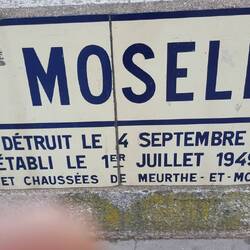 MOSEL
DÉTRUIT LE 4 SEPTEMBRE
ÉTABLI LE 1ER JUILLET 194
ET CHAUSSÉES DE MEURTHE-ET-MO